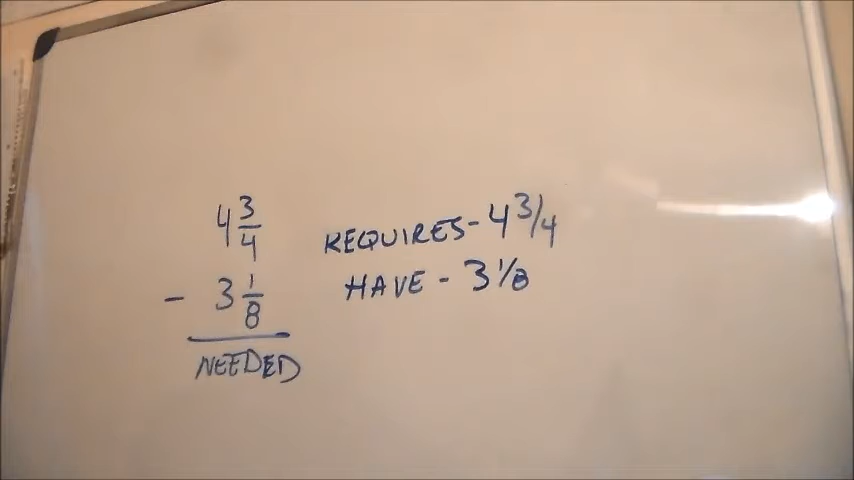 4 3/4
- 3 1/8
NEEDED
REQUIRES- 4 3/4
HAVE - 3 1/8